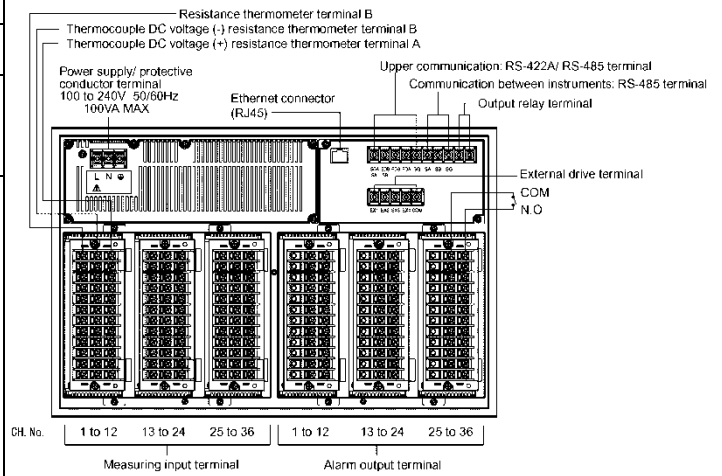 Resistance thermometer terminal B
Thermocouple DC voltage (-) resistance thermometer terminal B
Thermocouple DC voltage (+) resistance thermometer terminal A
Power supply/ protective
conductor terminal
100 to 240V 50/60Hz
100VA MAX
Ethernet connector
(RJ45)
Upper communication: RS-422A/ RS-485 terminal
Communication between instruments: RS-485 terminal
Output relay terminal
L N
External drive terminal
COM
N.O
CH. No. 1 to 12 13 to 24 25 to 36 1 to 12 13 to 24 25 to 36
Measuring input terminal Alarm output terminal